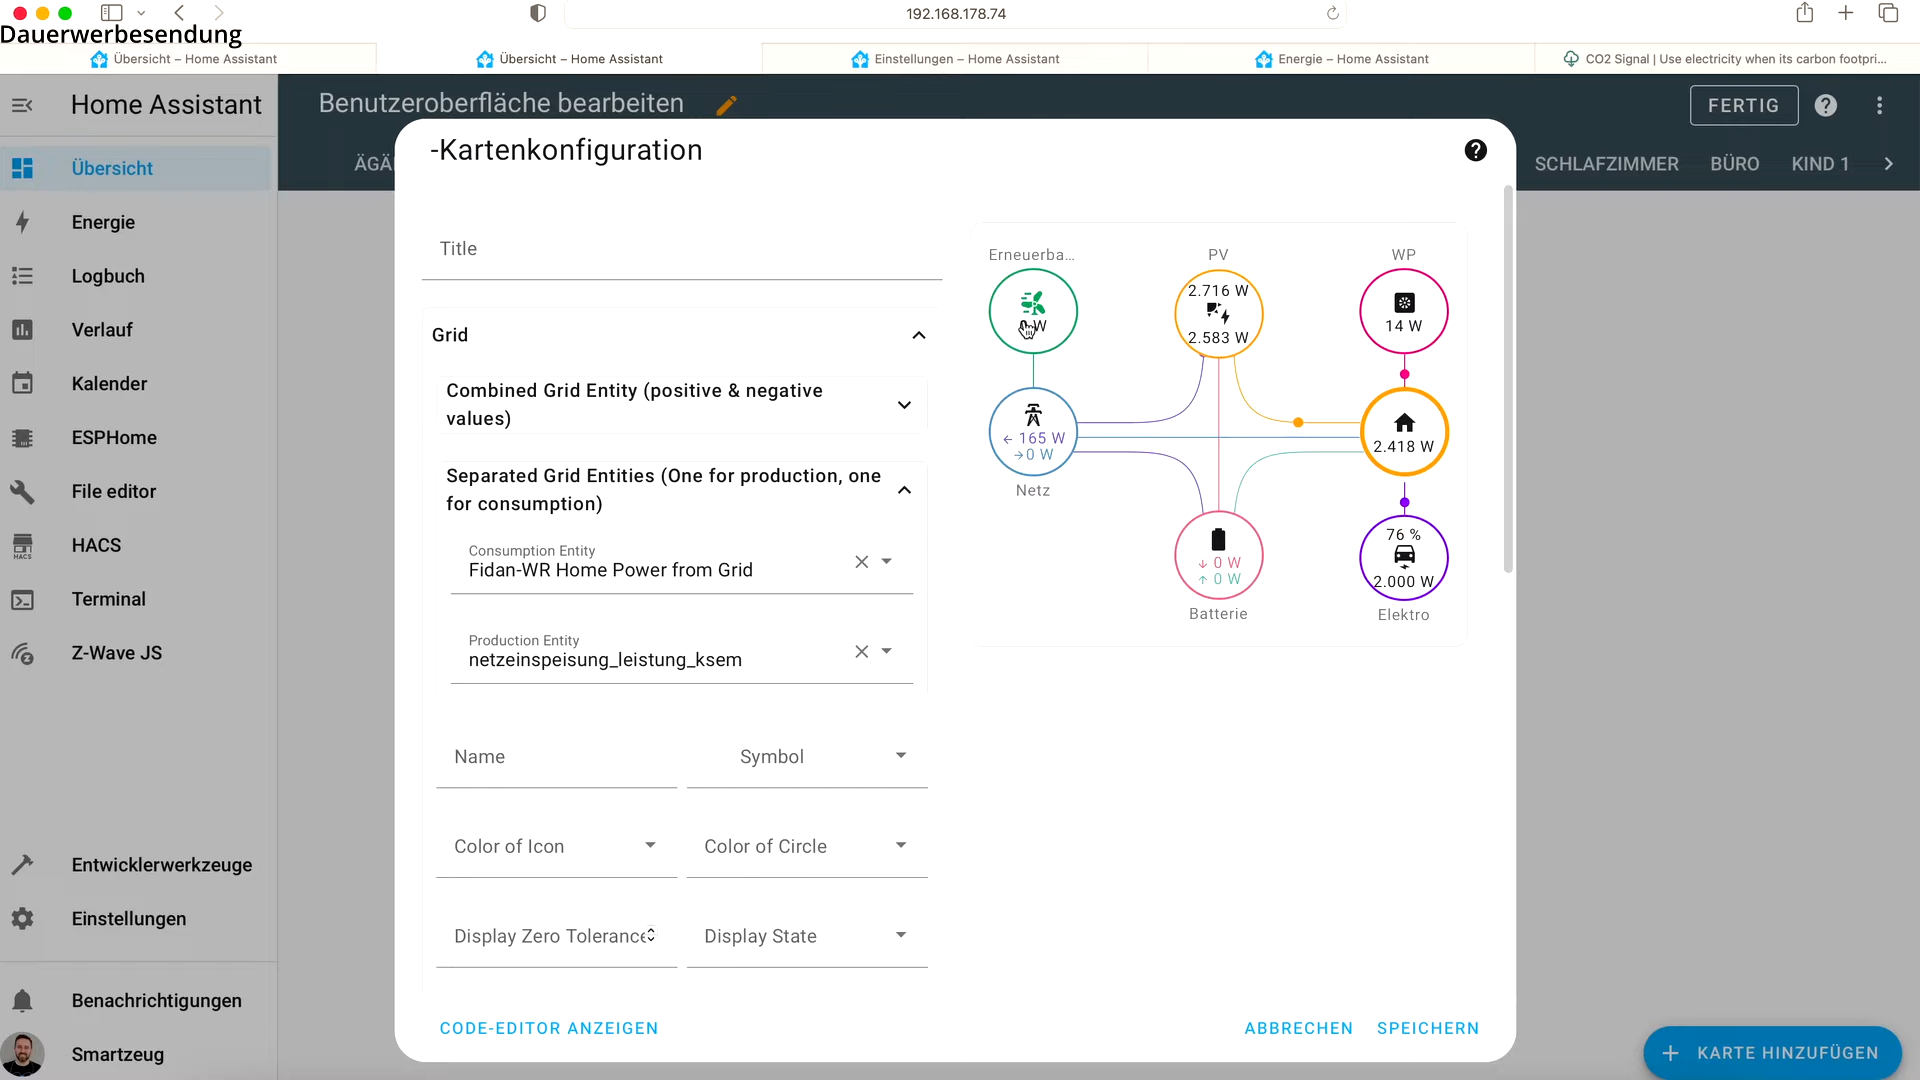 192.168.178.74
Dauerwerbesendung
Übersicht – Home Assistant
Übersicht – Home Assistant
Einstellungen – Home Assistant
Energie – Home Assistant
CO2 Signal | Use electricity when its carbon footpri...
Home Assistant
Benutzeroberfläche bearbeiten
FERTIG
SCHLAFZIMMER
BÜRO
KIND 1
Übersicht
Energie
Logbuch
Verlauf
Kalender
ESPHome
File editor
HACS
HACS
Terminal
Z-Wave JS
Entwicklerwerkzeuge
Einstellungen
Benachrichtigungen
Smartzeug
-Kartenkonfiguration
Title
Grid
Combined Grid Entity (positive & negative
values)
Separated Grid Entities (One for production, one
for consumption)
Consumption Entity
Fidan-WR Home Power from Grid
Production Entity
netzeinspeisung_leistung_ksem
Name
Symbol
Color of Icon
Color of Circle
Display Zero Tolerance
Display State
Erneuerba...
PV
WP
W
2.716 W
2.583 W
14 W
← 165 W
→0 W
Netz
2.418 W
↓ 0 W
↑ 0 W
Batterie
76 %
2.000 W
Elektro
CODE-EDITOR ANZEIGEN
ABBRECHEN
SPEICHERN
+ KARTE HINZUFÜGEN